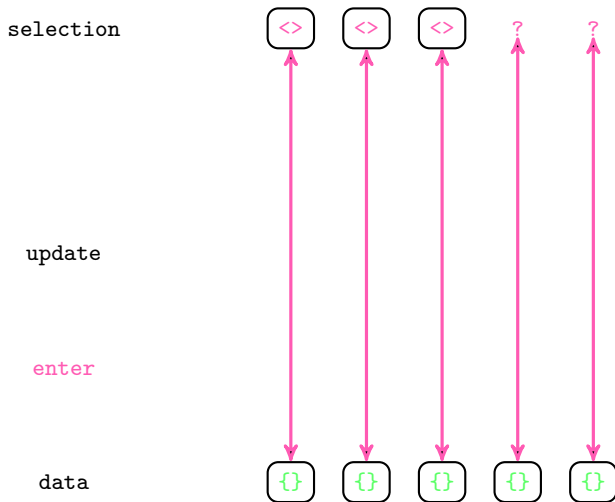 selection <> <> <> ? ?
update
enter
data {} {} {} {} {}